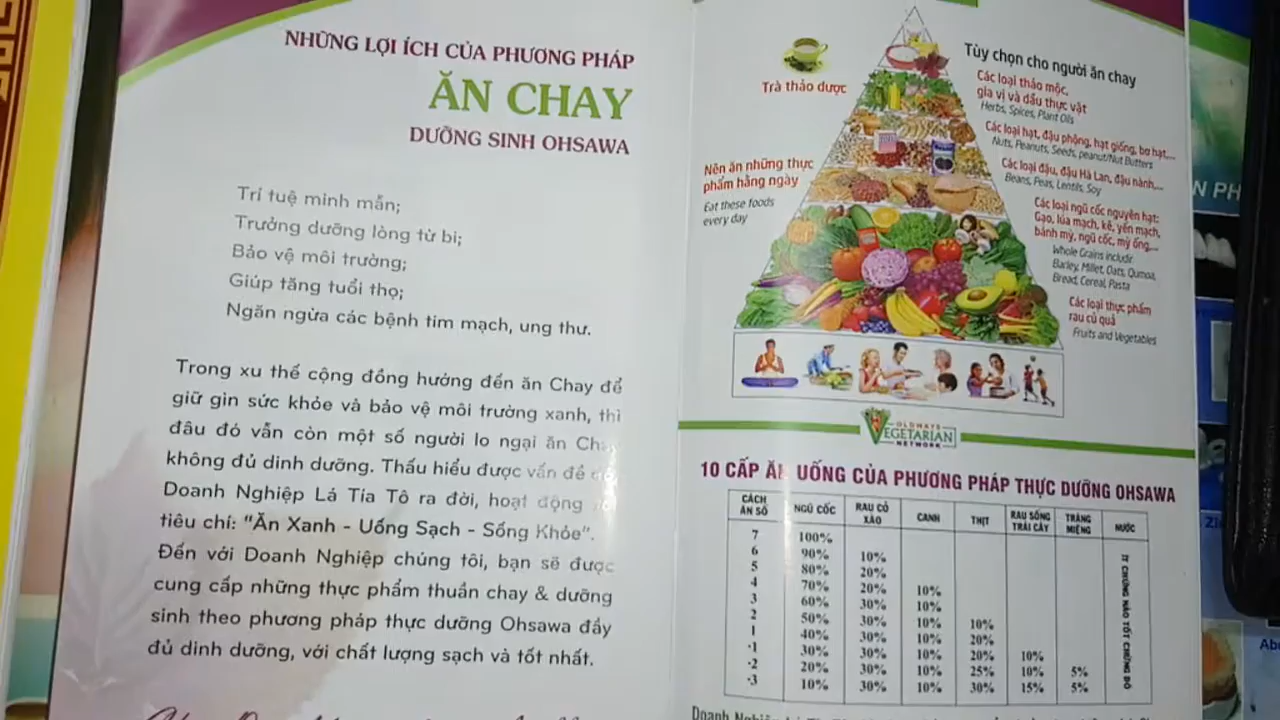 NHỮNG LỢI ÍCH CỦA PHƯƠNG PHÁP
ĂN CHAY
DƯỠNG SINH OHSAWA
Trí tuệ minh mẫn;
Trưởng dưỡng lòng từ bi;
Bảo vệ môi trường;
Giúp tăng tuổi thọ;
Ngăn ngừa các bệnh tim mạch, ung thư.
Trong xu thế cộng đồng hướng đến ăn Chay để
giữ gìn sức khỏe và bảo vệ môi trường xanh, thì
đâu đó vẫn còn một số người lo ngại ăn
không đủ dinh dưỡng. Thấu hiểu được vấn đề
Doanh Nghiệp Lá Tía Tô ra đời, hoạt động
tiêu chí: "Ăn Xanh - Uống Sạch - Sống Khỏe".
Đến với Doanh Nghiệp chúng tôi, bạn sẽ được
cung cấp những thực phẩm thuần chay & dưỡng
sinh theo phương pháp thực dưỡng Ohsawa đầy
đủ dinh dưỡng, với chất lượng sạch và tốt nhất.
Trà thảo dược
Nên ăn những thực
phẩm hằng ngày
Eat these foods
every day
Tùy chọn cho người ăn chay
Các loại thảo mộc,
gia vị và dầu thực vật
Herbs, Spices, Plant Oils
Các loại hạt, đậu phộng, hạt giống, bơ hạt,...
Nuts, Peanuts, Seeds, peanut/Nut Butters
Các loại đậu, đậu Hà Lan, đậu nành,...
Beans, Peas, Lentils, Soy
Các loại ngũ cốc nguyên hạt:
Gạo, lúa mạch, kê, yến mạch,
bánh mỳ, ngũ cốc, mỳ ống,...
Whole Grains includir
Barley, Millet, Oats, Quinoa,
Bread, Cereal, Pasta
Các loại thực phẩm
rau củ quả
Fruits and Vegetables
OLDWAYS
VEGETARIAN
NETWORK
10 CẤP ĂN UỐNG CỦA PHƯƠNG PHÁP THỰC DƯỠNG OHSAWA
CÁCH ĂN SỐ NGŨ CỐC RAU CỎ XÀO CANH THỊT RAU SỐNG TRÁI CÂY TRÁNG MIỆNG NƯỚC
7 100%
6 90% 10%
5 80% 20%
4 70% 20% 10%
3 60% 30% 10%
2 50% 30% 10% 10%
1 40% 30% 10% 20%
-1 30% 30% 10% 20% 10%
-2 20% 30% 10% 25% 10% 5%
-3 10% 30% 10% 30% 15% 5%
ÍT CHỪNG NÀO TỐT CHỪNG ĐÓ